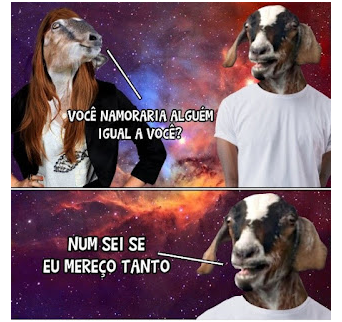 VOCÊ NAMORARIA ALGUÉM
IGUAL A VOCÊ?
NUM SEI SE
EU MEREÇO TANTO